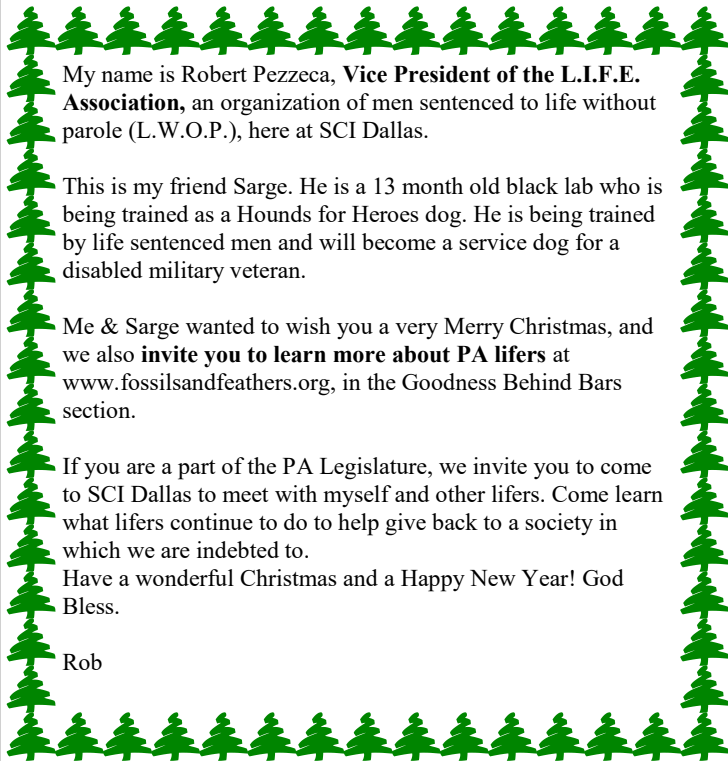 My name is Robert Pezzeca, Vice President of the L.I.F.E.
Association, an organization of men sentenced to life without
parole (L.W.O.P.), here at SCI Dallas.
This is my friend Sarge. He is a 13 month old black lab who is
being trained as a Hounds for Heroes dog. He is being trained
by life sentenced men and will become a service dog for a
disabled military veteran.
Me & Sarge wanted to wish you a very Merry Christmas, and
we also invite you to learn more about PA lifers at
www.fossilsandfeathers.org, in the Goodness Behind Bars
section.
If you are a part of the PA Legislature, we invite you to come
to SCI Dallas to meet with myself and other lifers. Come learn
what lifers continue to do to help give back to a society in
which we are indebted to.
Have a wonderful Christmas and a Happy New Year! God
Bless.
Rob